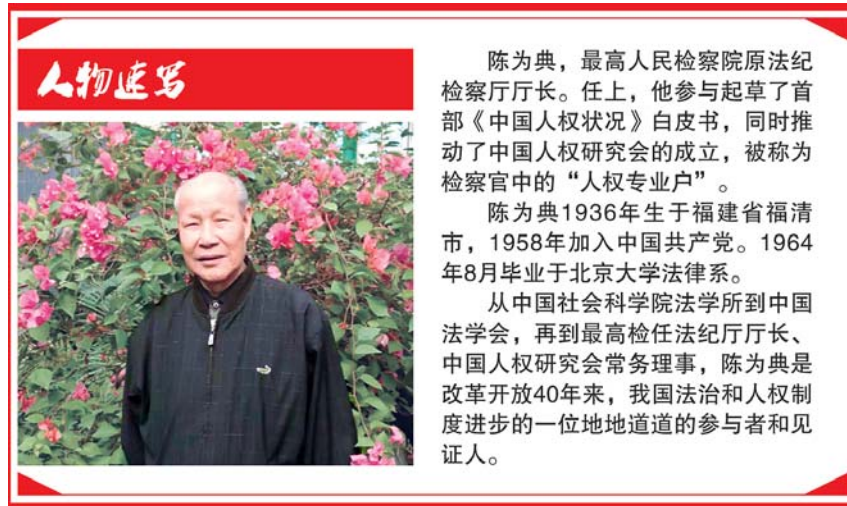 人物速写
陈为典，最高人民检察院原法纪
检察厅厅长。任上，他参与起草了首
部《中国人权状况》白皮书，同时推
动了中国人权研究会的成立，被称为
检察官中的“人权专业户”。
陈为典1936年生于福建省福清
市，1958年加入中国共产党。1964
年8月毕业于北京大学法律系。
从中国社会科学院法学所到中国
法学会，再到最高检任法纪厅厅长、
中国人权研究会常务理事，陈为典是
改革开放40年来，我国法治和人权制
度进步的一位地地道道的参与者和见
证人。